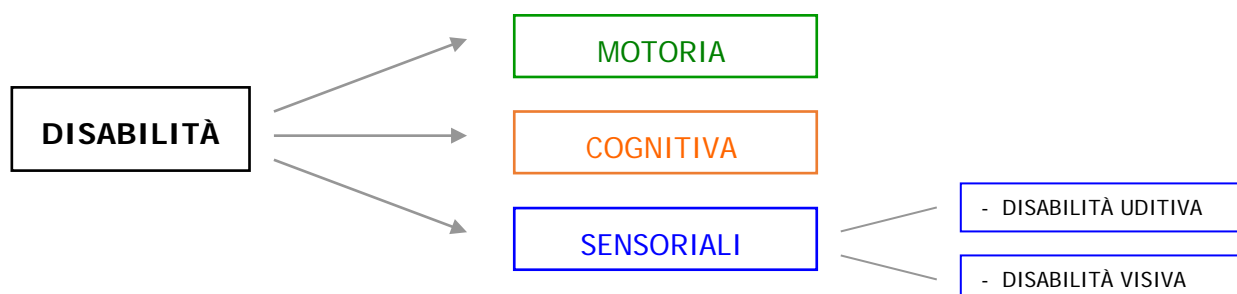 DISABILITÀ
MOTORIA
COGNITIVA
SENSORIALI
- DISABILITÀ UDITIVA
- DISABILITÀ VISIVA